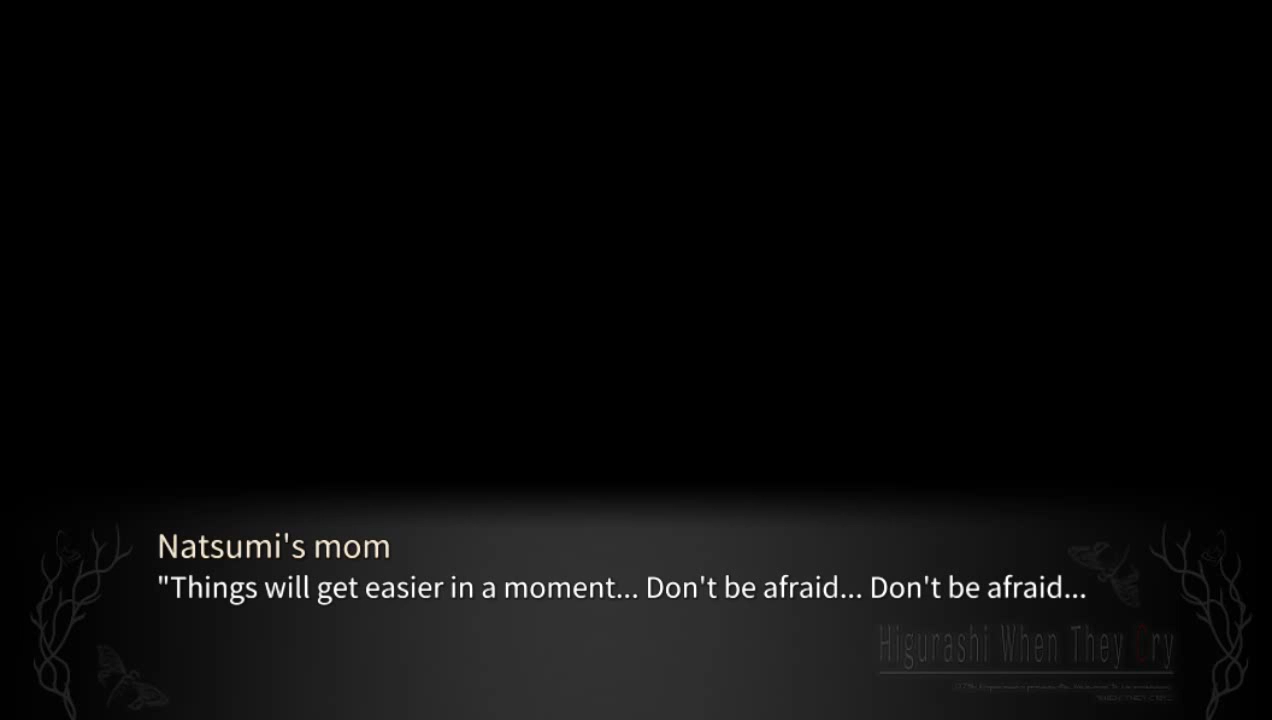 Natsumi's mom
"Things will get easier in a moment... Don't be afraid... Don't be afraid...
Higurashi When They Cry